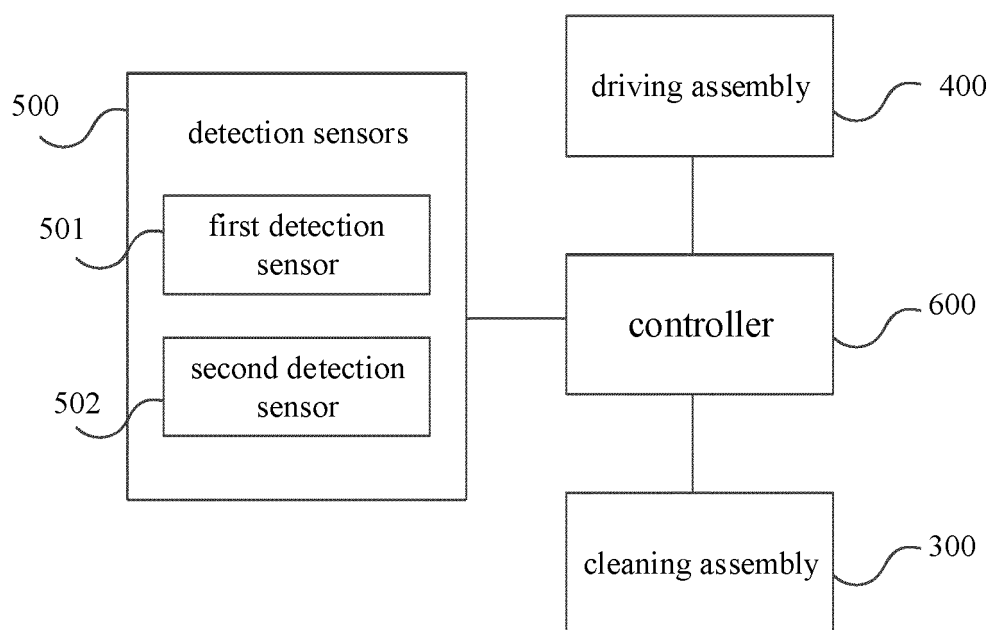 500
detection sensors
501
first detection
sensor
502
second detection
sensor
driving assembly
400
controller
600
cleaning assembly
300